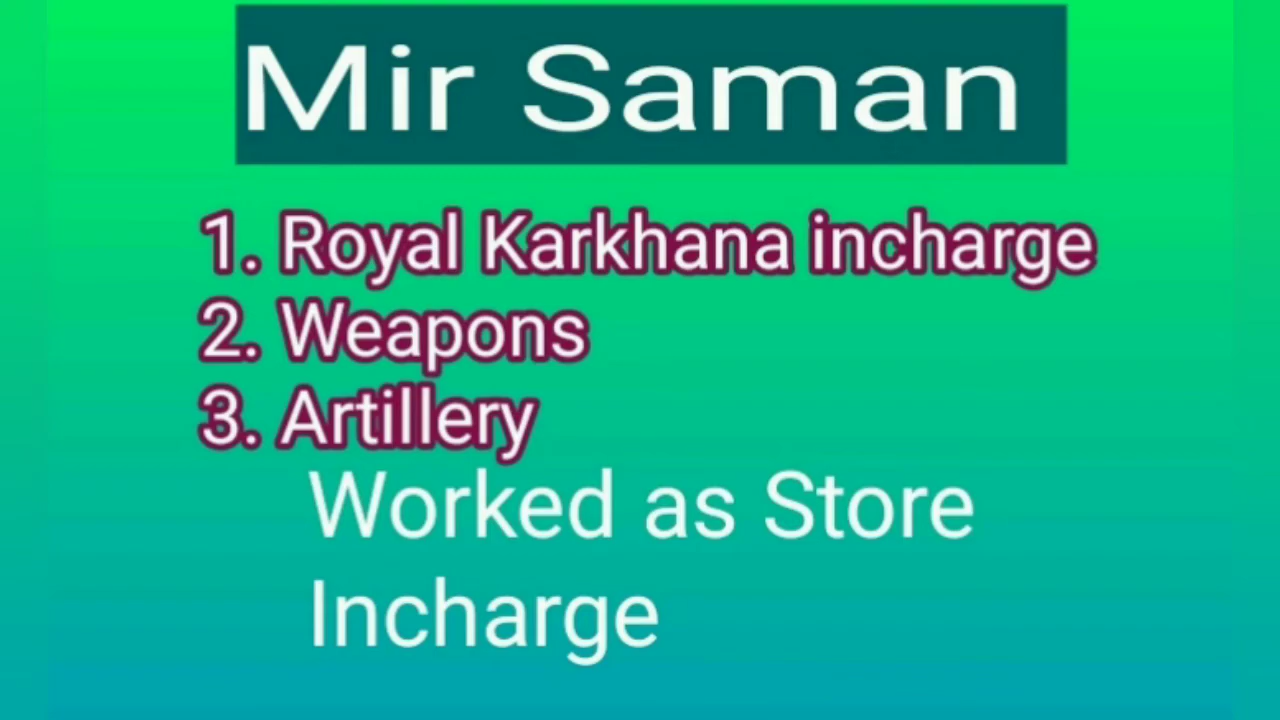 Mir Saman
1. Royal Karkhana incharge
2. Weapons
3. Artillery
Worked as Store
Incharge